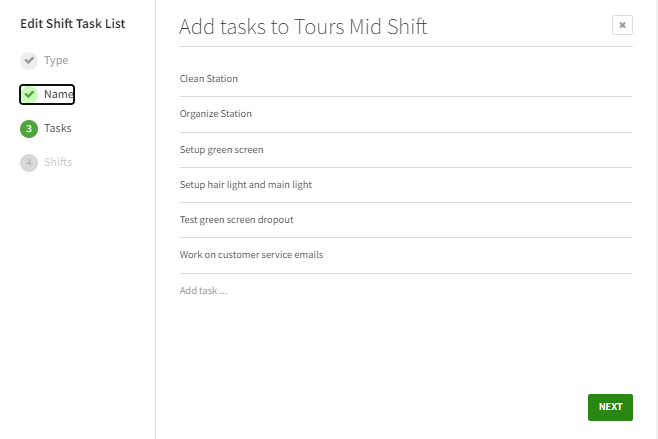 Edit Shift Task List
Type
Name
3 Tasks
4 Shifts
Add tasks to Tours Mid Shift
Clean Station
Organize Station
Setup green screen
Setup hair light and main light
Test green screen dropout
Work on customer service emails
Add task ...
NEXT